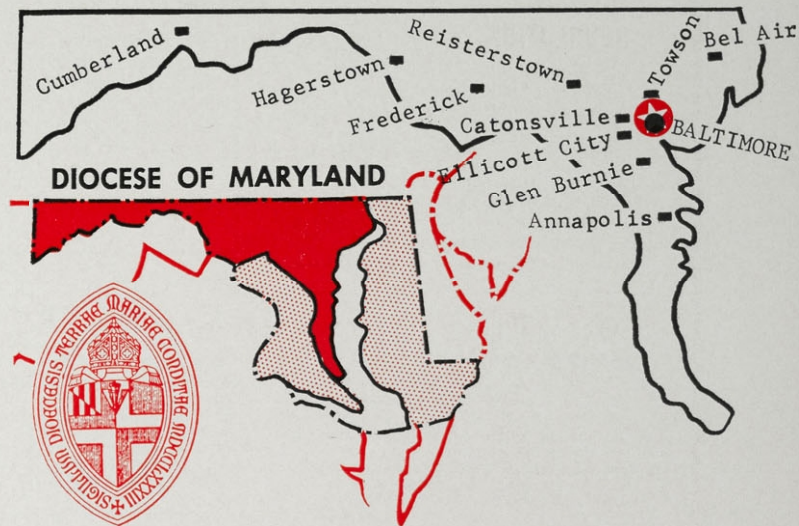 Cumberland
Hagerstown
Reisterstown
Towson
Bel Air
Frederick
Catonsville
BALTIMORE
Ellicott City
Glen Burnie
Annapolis
DIOCESE OF MARYLAND
SIGILLUM DIOECESIS TERRAE MARIAE CONDITAE MDCCLXXXIII